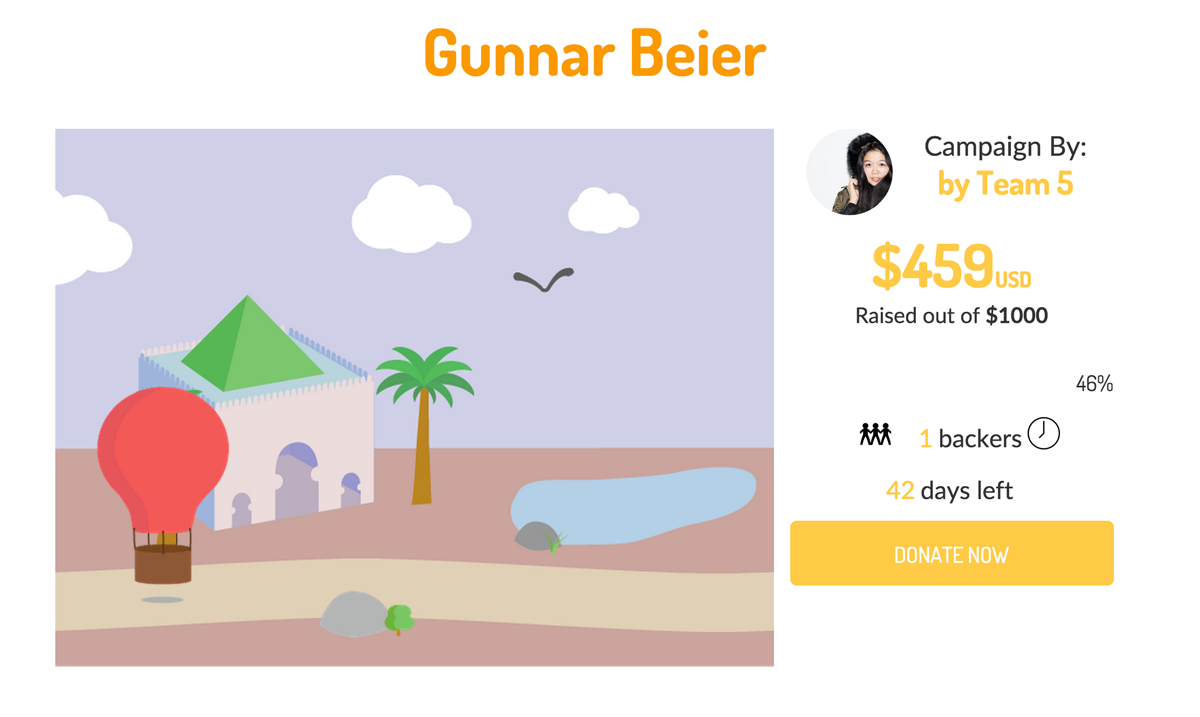 Gunnar Beier
Campaign By:
by Team 5
$459USD
Raised out of $1000
46%
1 backers
42 days left
DONATE NOW